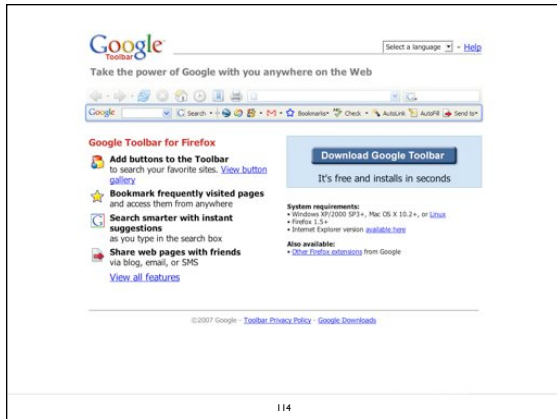 Google
Toolbar
Select a language - Help
Take the power of Google with you anywhere on the Web
Google Search Bookmarks Check AutoLink AutoFill Send to
Google Toolbar for Firefox
Add buttons to the Toolbar
to search your favorite sites. View button
gallery
Bookmark frequently visited pages
and access them from anywhere
Search smarter with instant
suggestions
as you type in the search box
Share web pages with friends
via blog, email, or SMS
View all features
Download Google Toolbar
It's free and installs in seconds
System requirements:
• Windows XP/2000 SP3+, Mac OS X 10.2+, or Linux
• Firefox 1.5+
• Internet Explorer version available here
Also available:
• Other Firefox extensions from Google
©2007 Google - Toolbar Privacy Policy - Google Downloads
114